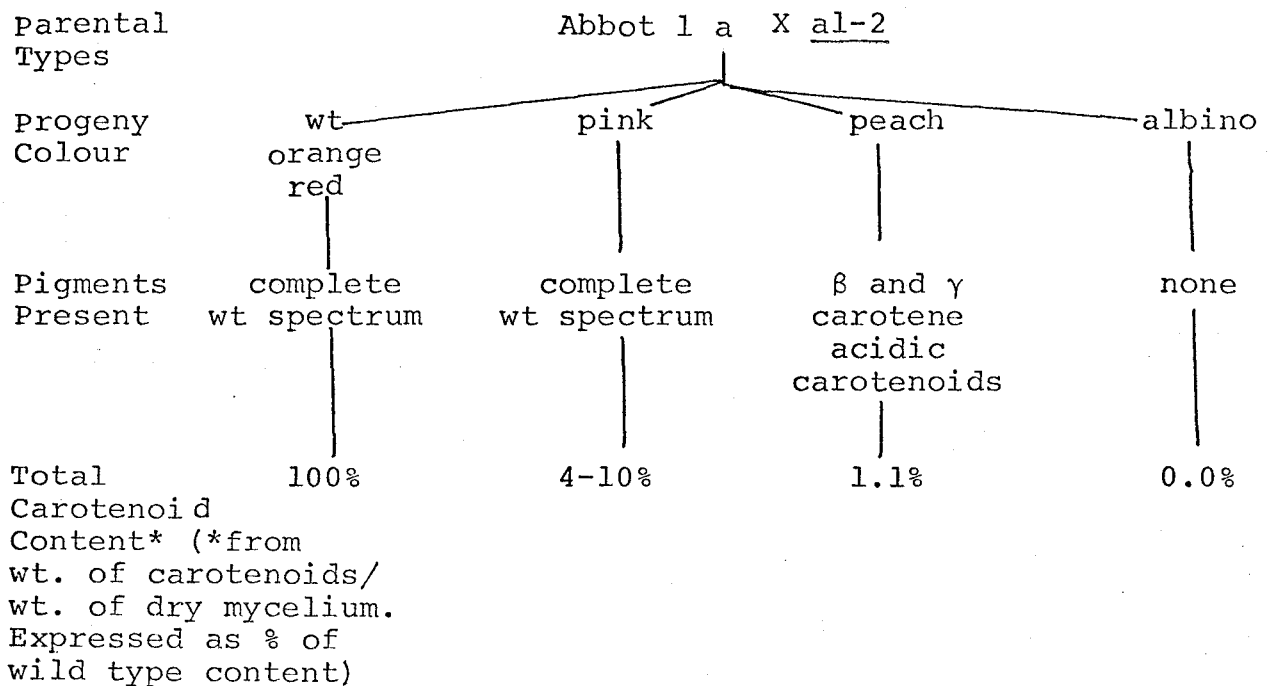 Parental Abbot 1 a X al-2
Types
Progeny wt pink peach albino
Colour orange
red
Pigments complete complete β and γ none
Present wt spectrum wt spectrum carotene
acidic
carotenoids
Total 100% 4-10% 1.1% 0.0%
Carotenoi d
Content* (*from
wt. of carotenoids/
wt. of dry mycelium.
Expressed as % of
wild type content)